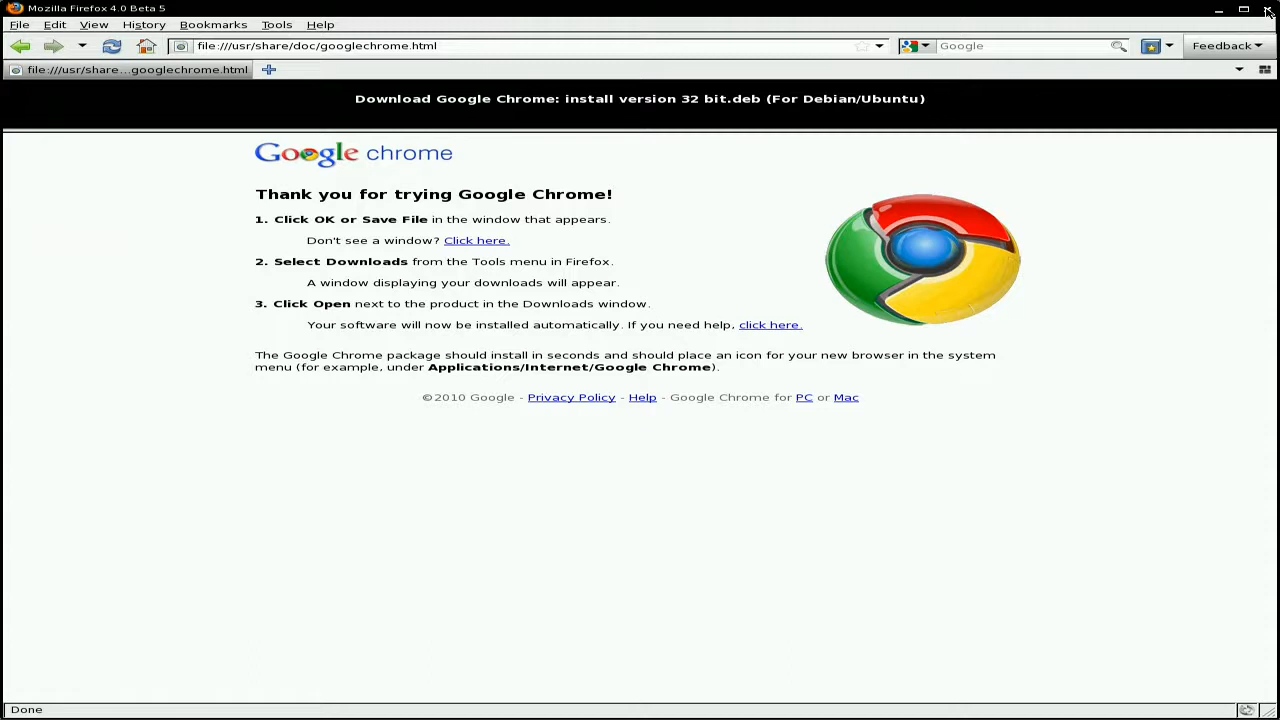 Mozilla Firefox 4.0 Beta 5
File Edit View History Bookmarks Tools Help
file:///usr/share/doc/googlechrome.html Google Feedback
file:///usr/share...googlechrome.html
Download Google Chrome: install version 32 bit.deb (For Debian/Ubuntu)
Google chrome
Thank you for trying Google Chrome!
1. Click OK or Save File in the window that appears.
Don't see a window? Click here.
2. Select Downloads from the Tools menu in Firefox.
A window displaying your downloads will appear.
3. Click Open next to the product in the Downloads window.
Your software will now be installed automatically. If you need help, click here.
The Google Chrome package should install in seconds and should place an icon for your new browser in the system
menu (for example, under Applications/Internet/Google Chrome).
©2010 Google - Privacy Policy - Help - Google Chrome for PC or Mac
Done